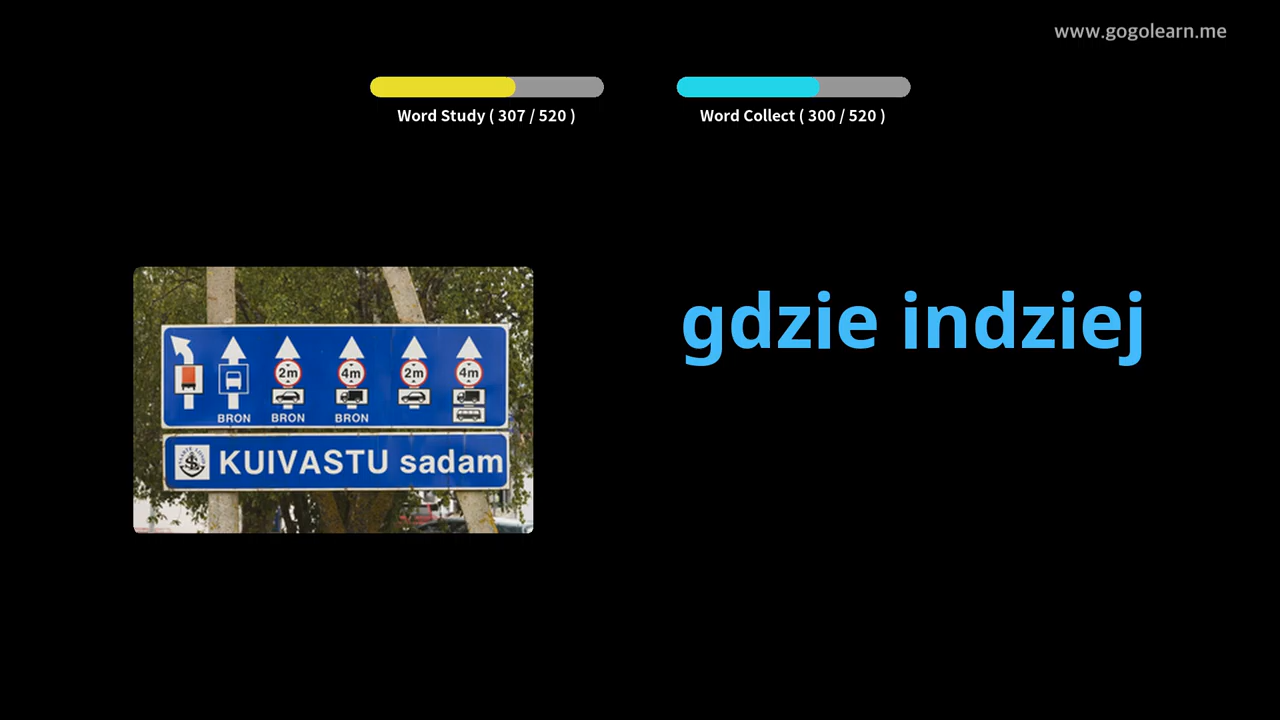 www.gogolearn.me
Word Study ( 307 / 520 )
Word Collect ( 300 / 520 )
gdzie indziej
2m 4m 2m 4m
BRON BRON BRON
KUIVASTU sadam